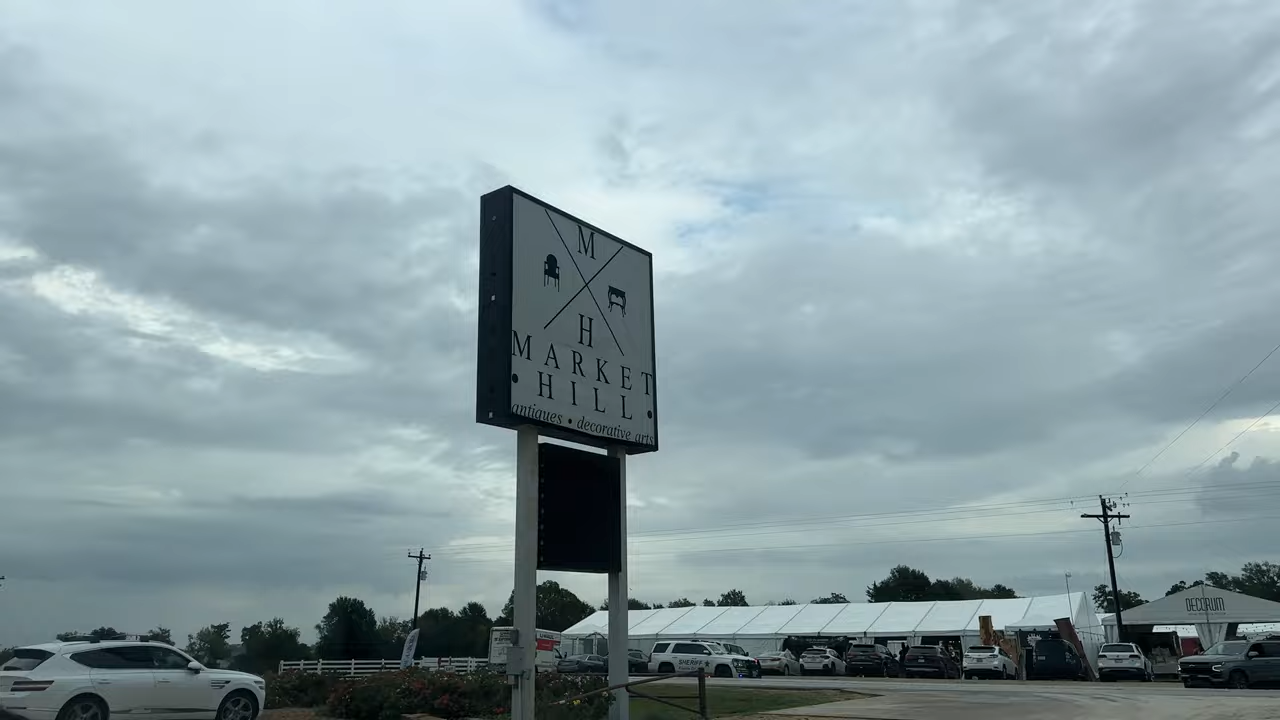 M
H
MARKET
• HILL •
antiques • decorative arts
SHERIFF
DECORUM